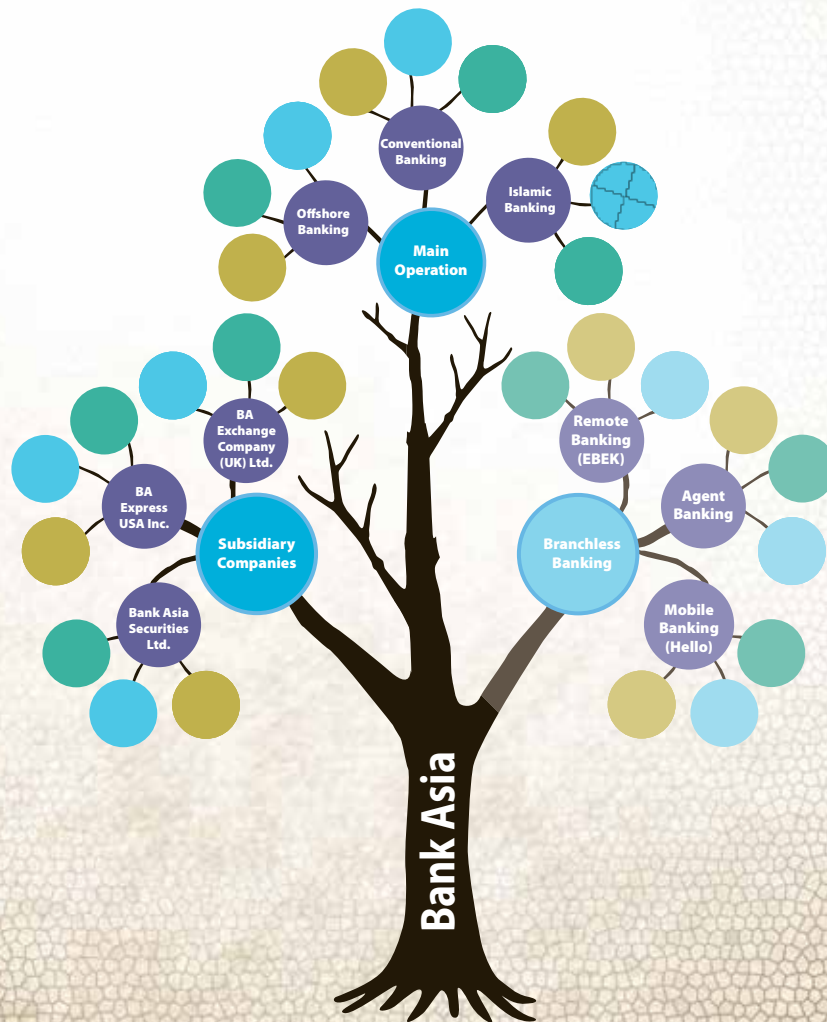 Conventional
Banking
Islamic
Banking
Offshore
Banking
Main
Operation
BA
Exchange
Company
(UK) Ltd.
Remote
Banking
(EBEK)
BA
Express
USA Inc.
Agent
Banking
Subsidiary
Companies
Branchless
Banking
Bank Asia
Securities
Ltd.
Mobile
Banking
(Hello)
Bank Asia